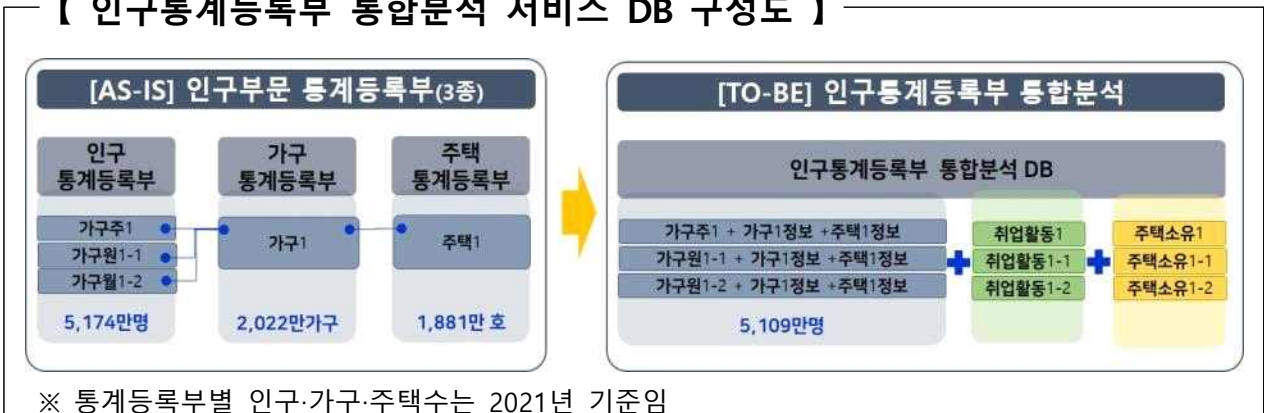 【 인구통계등록부 통합분석 서비스 DB 구성도 】
[AS-IS] 인구부문 통계등록부(3종)
인구
통계등록부
가구
통계등록부
주택
통계등록부
가구주1
가구원1-1
가구월1-2
가구1
주택1
5,174만명
2,022만가구
1,881만 호
[TO-BE] 인구통계등록부 통합분석
인구통계등록부 통합분석 DB
가구주1 + 가구1정보 +주택1정보
가구원1-1 + 가구1정보 +주택1정보
가구원1-2 + 가구1정보 +주택1정보
5,109만명
취업활동1
취업활동1-1
취업활동1-2
주택소유1
주택소유1-1
주택소유1-2
※ 통계등록부별 인구·가구·주택수는 2021년 기준임